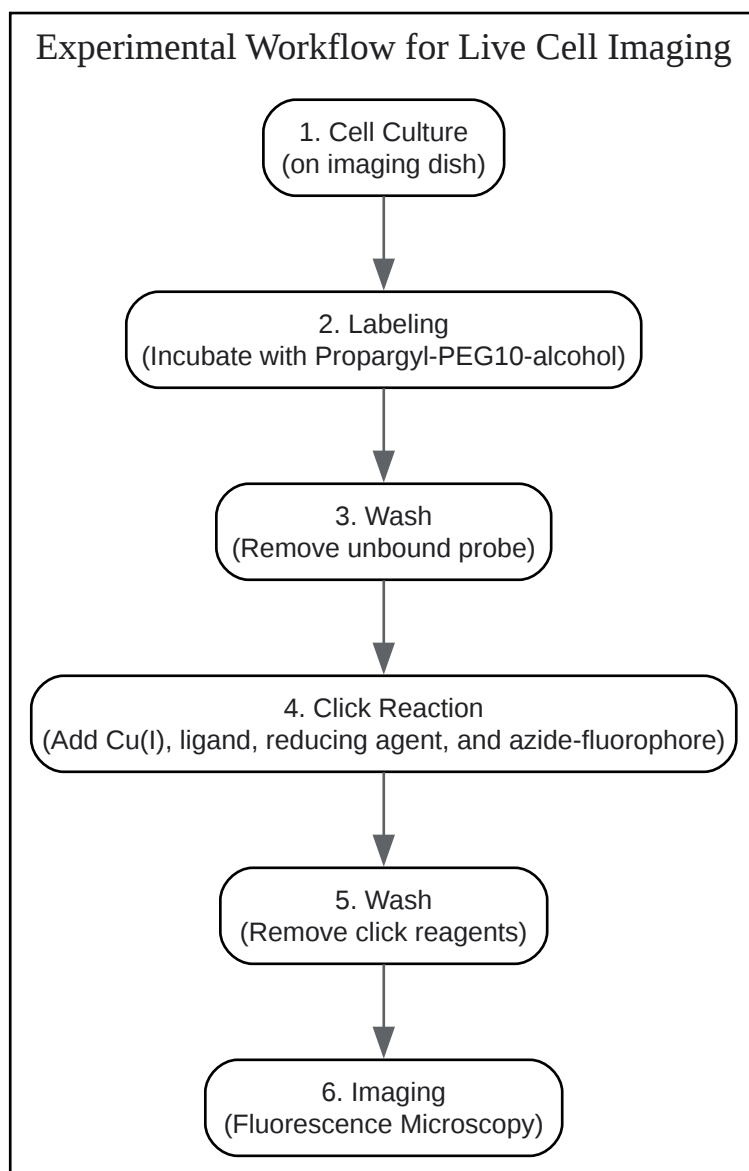 Experimental Workflow for Live Cell Imaging
1. Cell Culture
(on imaging dish)
2. Labeling
(Incubate with Propargyl-PEG10-alcohol)
3. Wash
(Remove unbound probe)
4. Click Reaction
(Add Cu(I), ligand, reducing agent, and azide-fluorophore)
5. Wash
(Remove click reagents)
6. Imaging
(Fluorescence Microscopy)